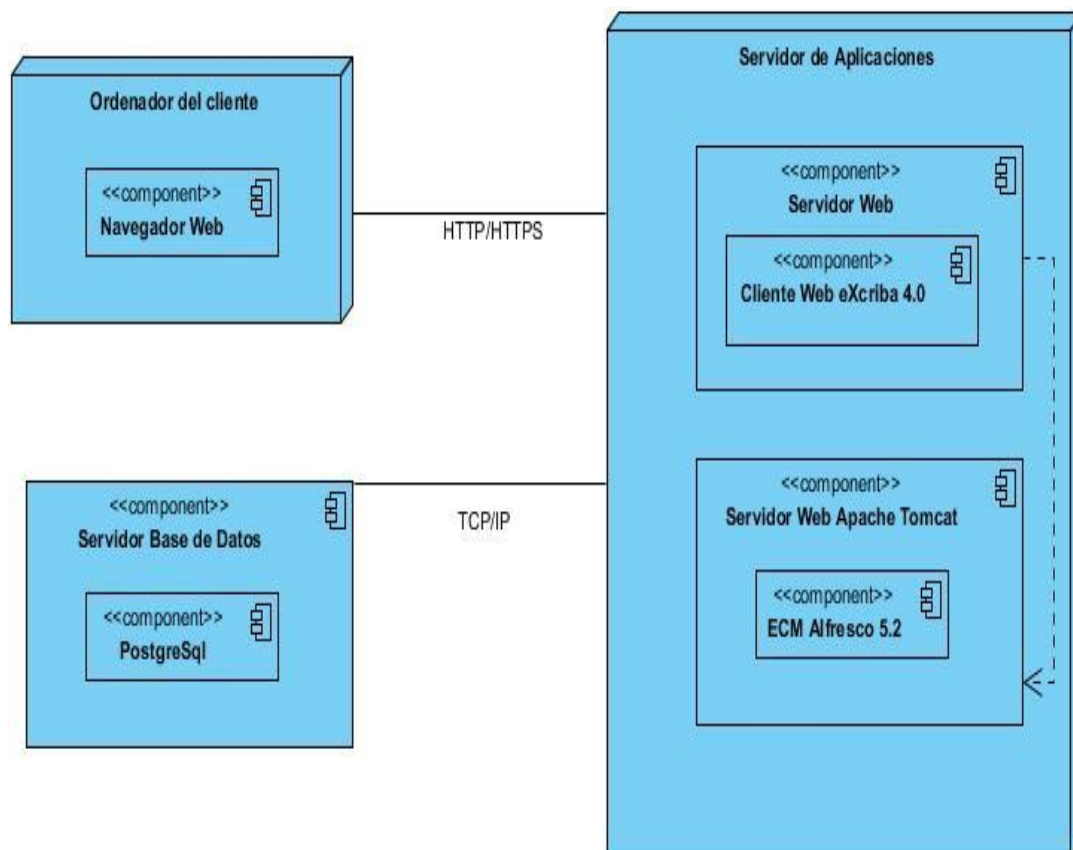 Ordenador del cliente
<<component>>
Navegador Web
HTTP/HTTPS
Servidor de Aplicaciones
<<component>>
Servidor Web
<<component>>
Cliente Web eXcriba 4.0
<<component>>
Servidor Base de Datos
<<component>>
PostgreSql
TCP/IP
<<component>>
Servidor Web Apache Tomcat
<<component>>
ECM Alfresco 5.2